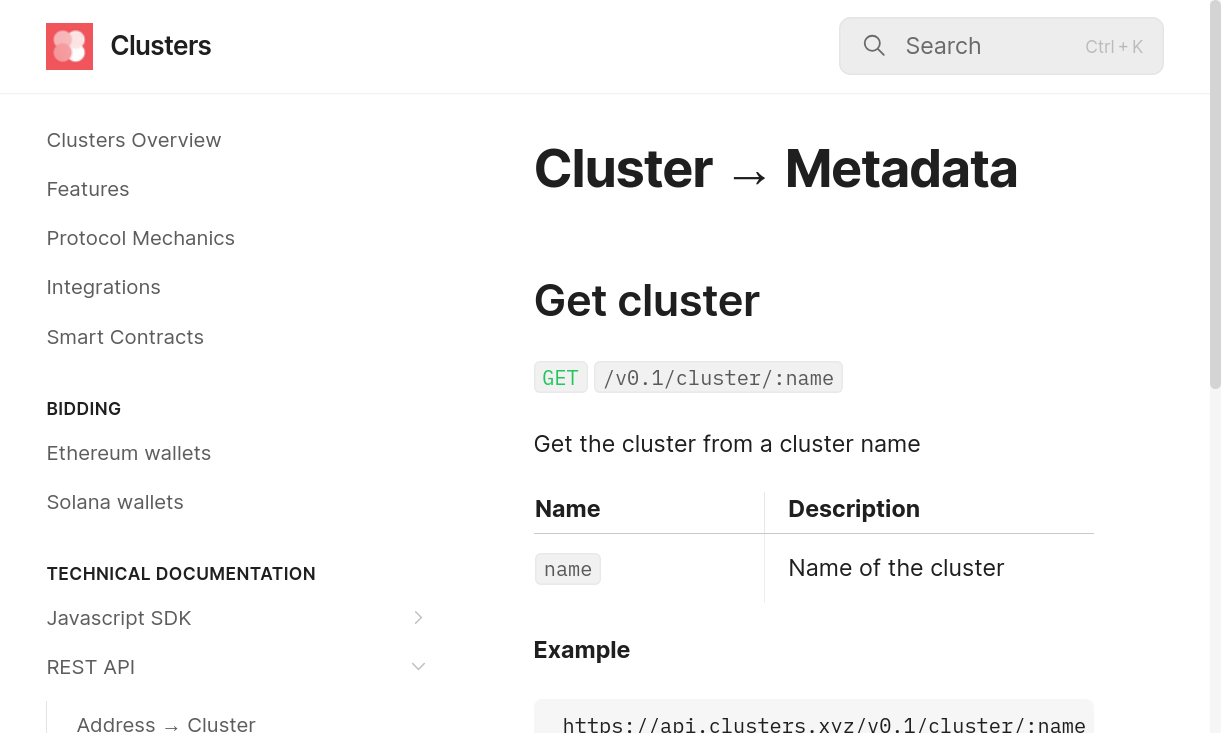 Clusters
Search Ctrl + K
Clusters Overview
Features
Protocol Mechanics
Integrations
Smart Contracts
BIDDING
Ethereum wallets
Solana wallets
TECHNICAL DOCUMENTATION
Javascript SDK
REST API
Address → Cluster
Cluster → Metadata
Get cluster
GET /v0.1/cluster/:name
Get the cluster from a cluster name
Name Description
name Name of the cluster
Example
https://api.clusters.xyz/v0.1/cluster/:name